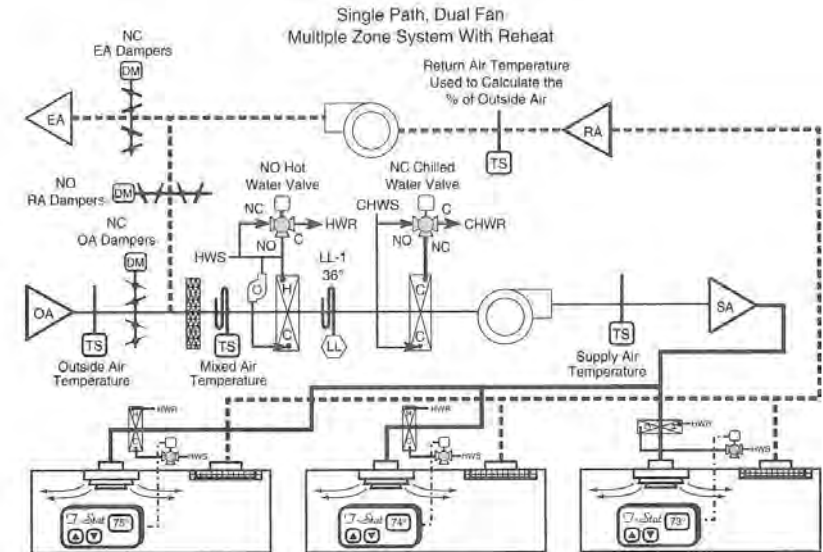 Single Path, Dual Fan
Multiple Zone System With Reheat
NC
EA Dampers
DM
EA
Return Air Temperature
Used to Calculate the
% of Outside Air
RA
TS
NO
RA Dampers
DM
NC
OA Dampers
DM
NO Hot
Water Valve
NC
HWR
C
NO
HWS
LL-1
36°
NC Chilled
Water Valve
CHWS
C
CHWR
NO
NC
H
C
C
C
OA
TS
Outside Air
Temperature
TS
Mixed Air
Temperature
LL
TS
Supply Air
Temperature
SA
HWR
HWS
HWR
HWS
HWR
HWS
T-Stat 75°
T-Stat 74°
T-Stat 73°